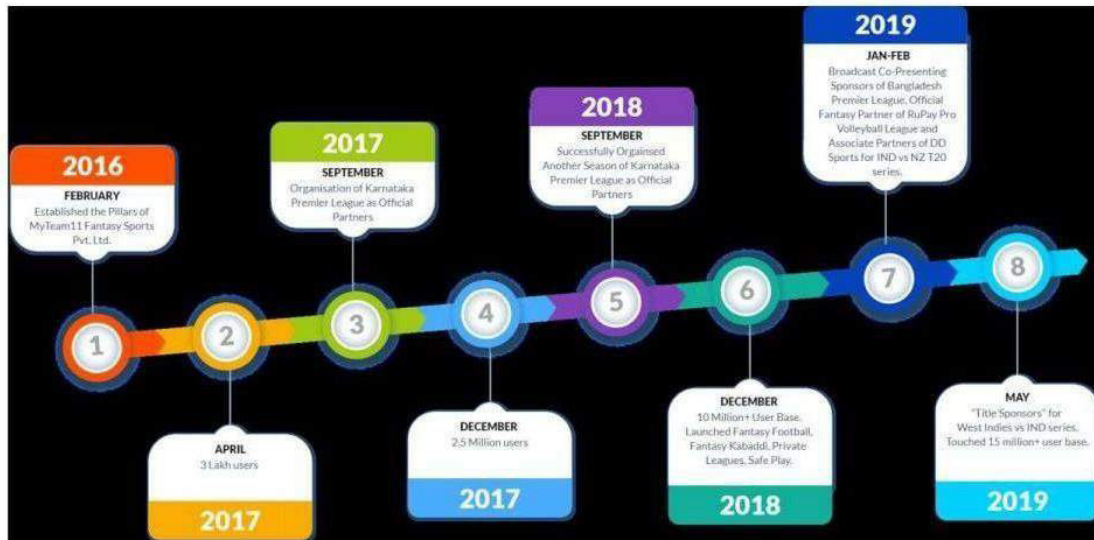 2016
FEBRUARY
Established the Pillars of
MyTeam11 Fantasy Sports
Pvt. Ltd.
1
2
APRIL
3 Lakh users
2017
2017
SEPTEMBER
Organisation of Karnataka
Premier League as Official
Partners
3
4
DECEMBER
2.5 Million users
2017
2018
SEPTEMBER
Successfully Orgainsed
Another Season of Karnataka
Premier League as Official
Partners
5
6
DECEMBER
10 Million+ User Base.
Launched Fantasy Football,
Fantasy Kabaddi, Private
Leagues, Safe Play.
2018
2019
JAN-FEB
Broadcast Co-Presenting
Sponsors of Bangladesh
Premier League, Official
Fantasy Partner of RuPay Pro
Volleyball League and
Associate Partners of DD
Sports for IND vs NZ T20
series.
7
8
MAY
"Title Sponsors" for
West Indies vs IND series.
Touched 15 million+ user base.
2019